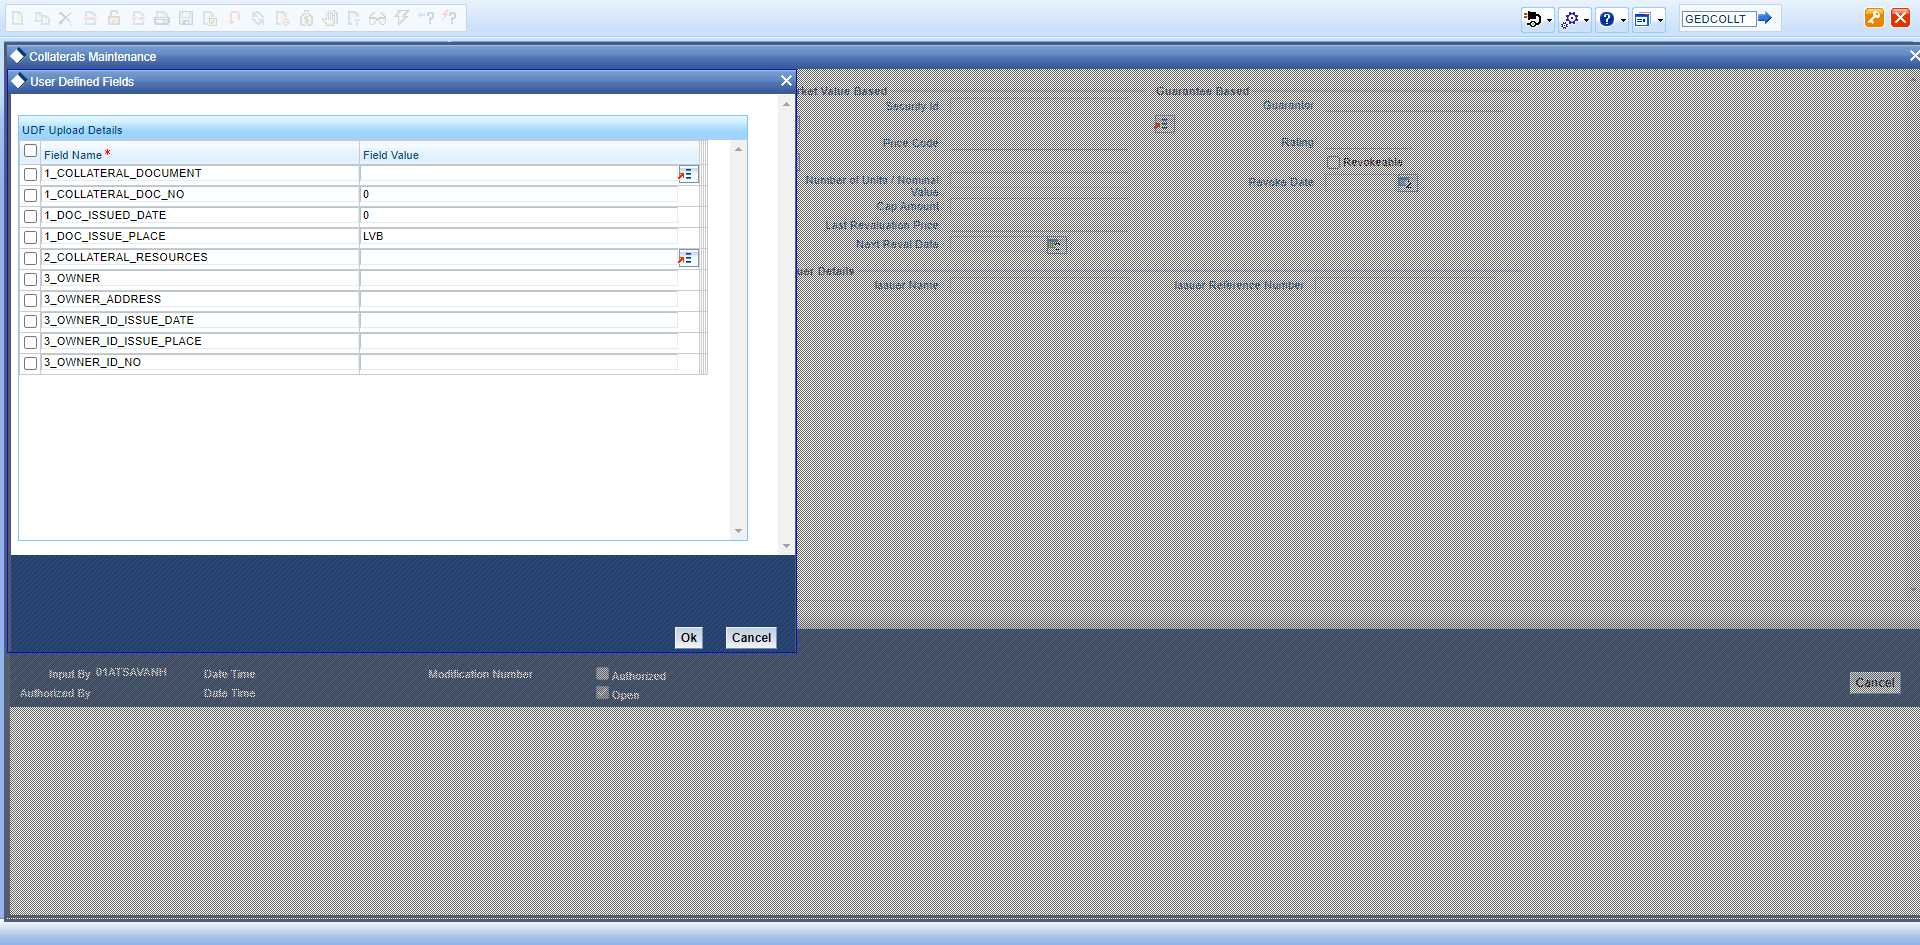 GEDCOLLT
Collaterals Maintenance
User Defined Fields
UDF Upload Details
Field Name * Field Value
1_COLLATERAL_DOCUMENT
1_COLLATERAL_DOC_NO 0
1_DOC_ISSUED_DATE 0
1_DOC_ISSUE_PLACE LVB
2_COLLATERAL_RESOURCES
3_OWNER
3_OWNER_ADDRESS
3_OWNER_ID_ISSUE_DATE
3_OWNER_ID_ISSUE_PLACE
3_OWNER_ID_NO
Ok Cancel
rket Value Based
Security Id
Price Code
Number of Units / Nominal
Value
Cap Amount
Last Revaluation Price
Next Reval Date
uer Details
Issuer Name Issuer Reference Number
Guarantee Based
Guarantor
Rating
Revokeable
Revoke Date
Input By 01ATSAVANH Date Time Modification Number Authorized
Authorized By Date Time Open
Cancel